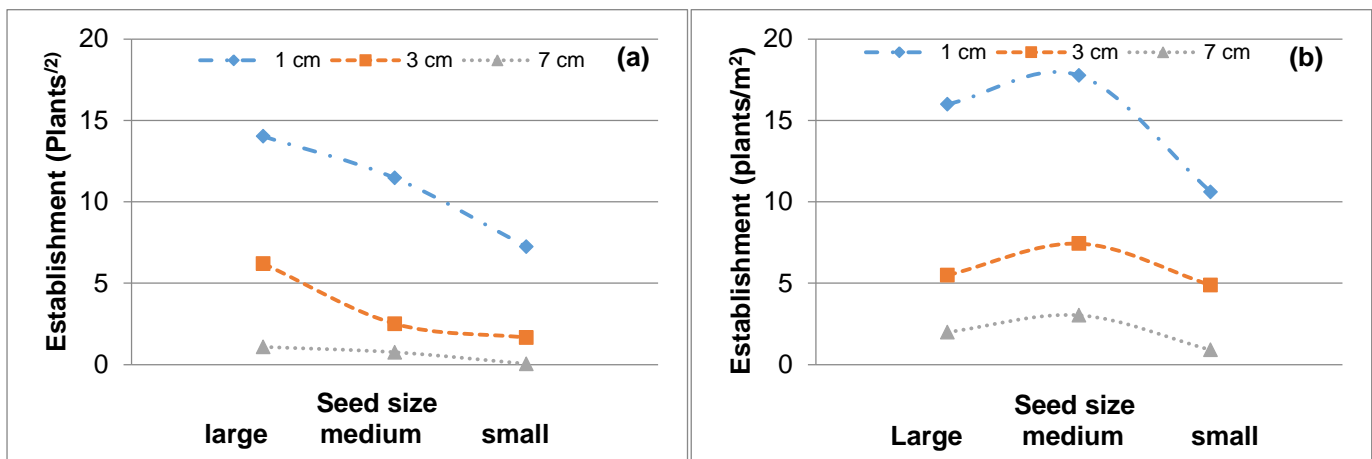 20
15
10
5
0
1 cm 3 cm 7 cm
(a)
Establishment (Plants/2)
Seed size
large medium small
20
15
10
5
0
1 cm 3 cm 7 cm
(b)
Establishment (plants/m²)
Seed size
Large medium small